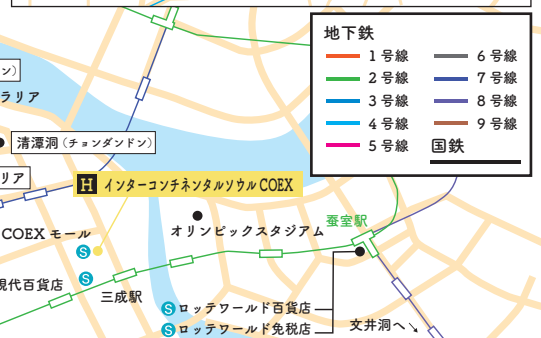 地下鉄
1号線
2号線
3号線
4号線
5号線
6号線
7号線
8号線
9号線
国鉄
ン）
ラリア
清潭洞（チョンダンドン）
リア
H インターコンチネンタルソウル COEX
COEX モール
S
オリンピックスタジアム
蚕室駅
現代百貨店
S
三成駅
S ロッテワールド百貨店
S ロッテワールド免税店
文井洞へ